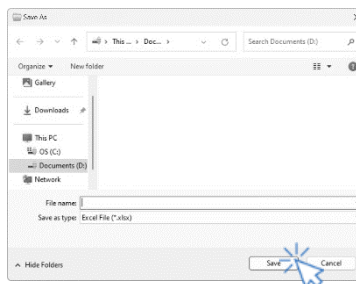 Save As
This ... › Doc... ›
Search Documents (D:)
Organize
New folder
Gallery
Downloads
This PC
OS (C:)
Documents (D:)
Network
File name:
Save as type: Excel File (*.xlsx)
Hide Folders
Save
Cancel